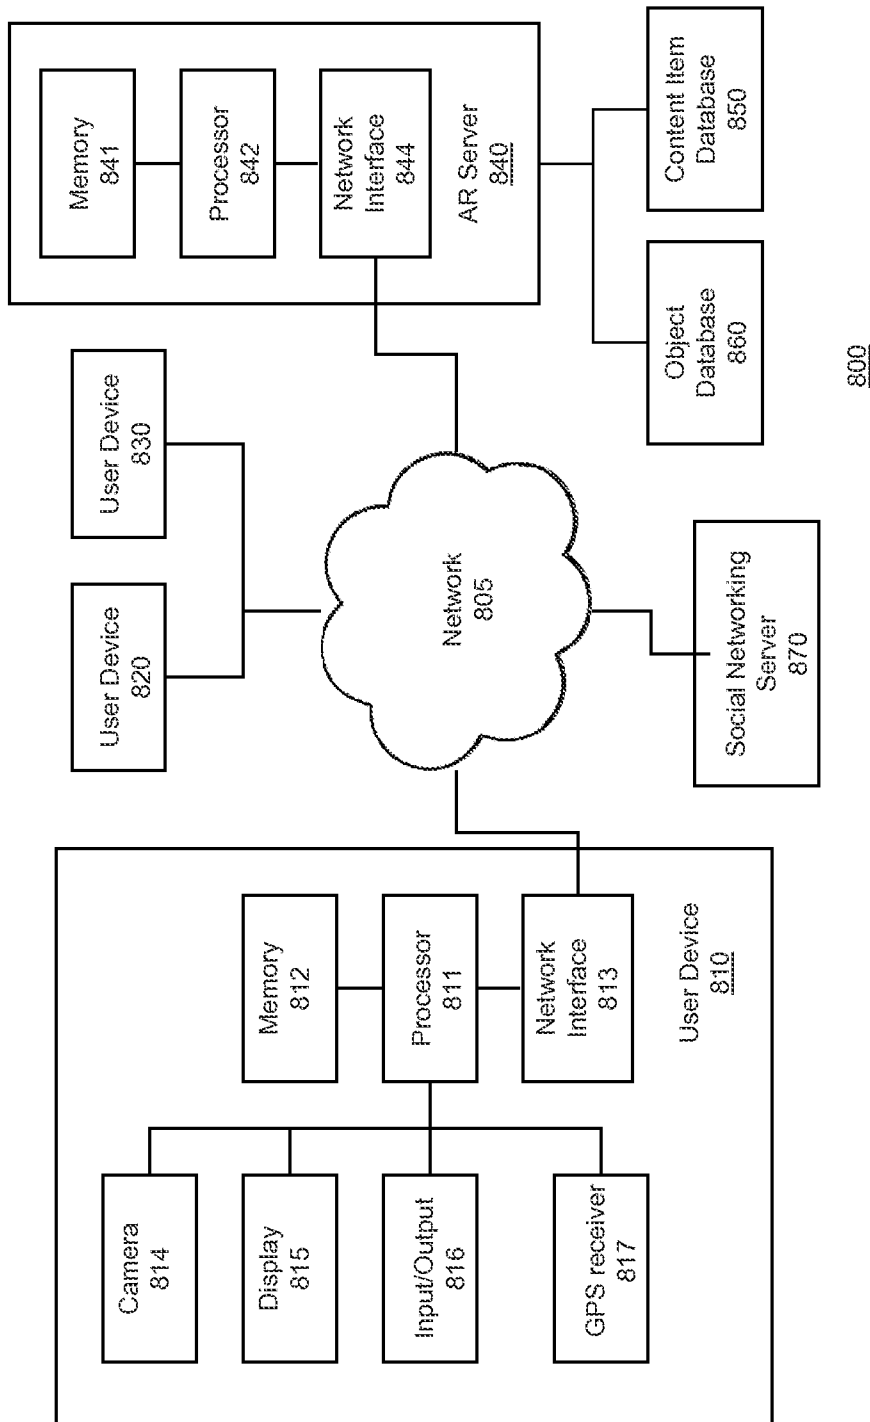 Camera
814
Display
815
Input/Output
816
GPS receiver
817
Memory
812
Processor
811
Network
Interface
813
User Device
810
User Device
820
User Device
830
Network
805
Social Networking
Server
870
Memory
841
Processor
842
Network
Interface
844
AR Server
840
Object
Database
860
Content Item
Database
850
800